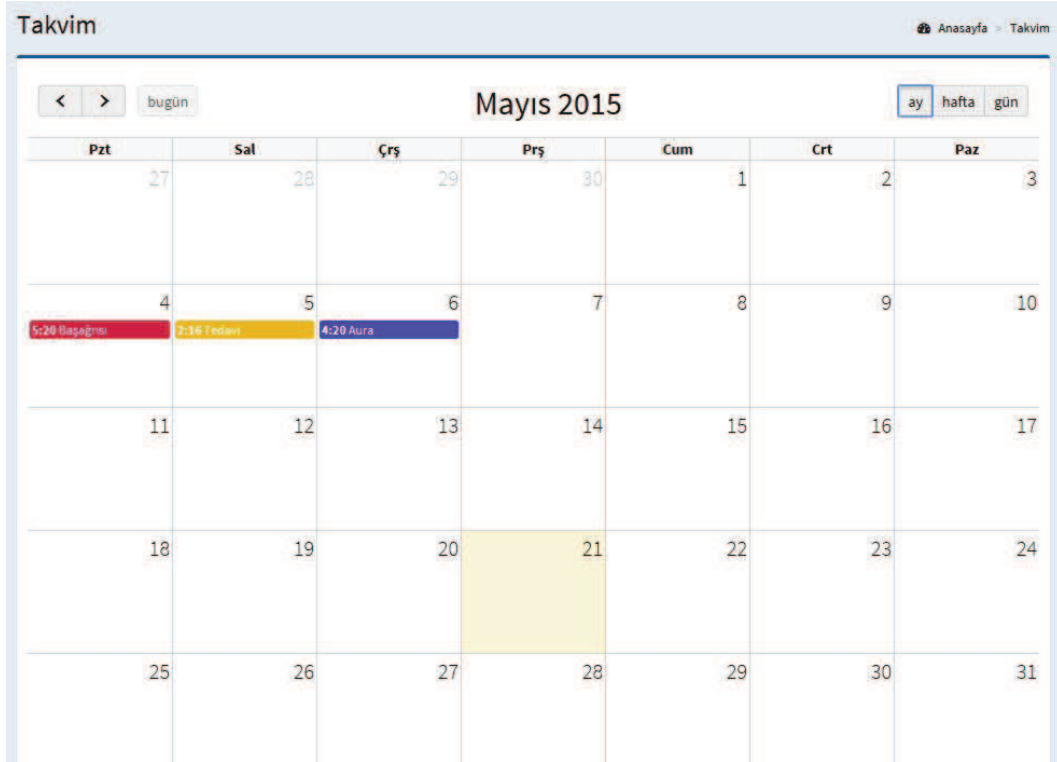 Takvim
Anasayfa > Takvim
bugün
Mayıs 2015
ay hafta gün
Pzt Sal Çrş Prş Cum Crt Paz
27 28 29 30 1 2 3
4 5 6 7 8 9 10
5:20 Başağrısı 2:16 Tedavi 4:20 Aura
11 12 13 14 15 16 17
18 19 20 21 22 23 24
25 26 27 28 29 30 31